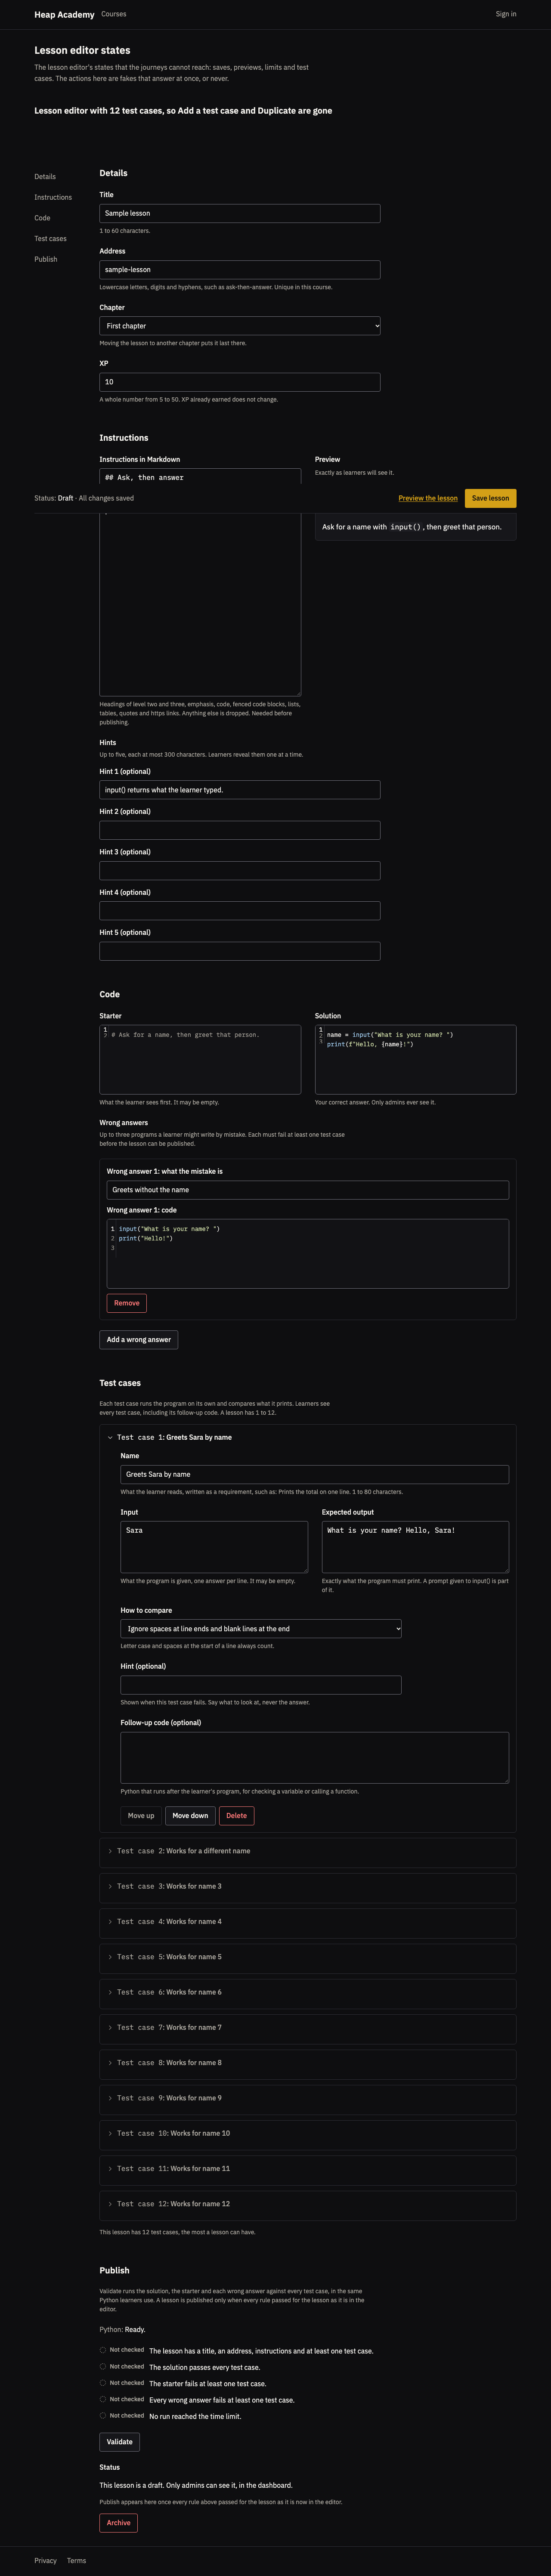 Heap Academy Courses Sign in
Lesson editor states
The lesson editor's states that the journeys cannot reach: saves, previews, limits and test
cases. The actions here are fakes that answer at once, or never.
Lesson editor with 12 test cases, so Add a test case and Duplicate are gone
Details
Instructions
Code
Test cases
Publish
Details
Title
Sample lesson
1 to 60 characters.
Address
sample-lesson
Lowercase letters, digits and hyphens, such as ask-then-answer. Unique in this course.
Chapter
First chapter
Moving the lesson to another chapter puts it last there.
XP
10
A whole number from 5 to 50. XP already earned does not change.
Instructions
Instructions in Markdown
## Ask, then answer
Preview
Exactly as learners will see it.
Status: Draft · All changes saved
Preview the lesson
Save lesson
Ask for a name with input(), then greet that person.
Headings of level two and three, emphasis, code, fenced code blocks, lists,
tables, quotes and https links. Anything else is dropped. Needed before
publishing.
Hints
Up to five, each at most 300 characters. Learners reveal them one at a time.
Hint 1 (optional)
input() returns what the learner typed.
Hint 2 (optional)
Hint 3 (optional)
Hint 4 (optional)
Hint 5 (optional)
Code
Starter
1 # Ask for a name, then greet that person.
2
What the learner sees first. It may be empty.
Solution
1 name = input("What is your name? ")
2 print(f"Hello, {name}!")
3
Your correct answer. Only admins ever see it.
Wrong answers
Up to three programs a learner might write by mistake. Each must fail at least one test case
before the lesson can be published.
Wrong answer 1: what the mistake is
Greets without the name
Wrong answer 1: code
1 input("What is your name? ")
2 print("Hello!")
3
Remove
Add a wrong answer
Test cases
Each test case runs the program on its own and compares what it prints. Learners see
every test case, including its follow-up code. A lesson has 1 to 12.
Test case 1: Greets Sara by name
Name
Greets Sara by name
What the learner reads, written as a requirement, such as: Prints the total on one line. 1 to 80 characters.
Input
Sara
What the program is given, one answer per line. It may be empty.
Expected output
What is your name? Hello, Sara!
Exactly what the program must print. A prompt given to input() is part
of it.
How to compare
Ignore spaces at line ends and blank lines at the end
Letter case and spaces at the start of a line always count.
Hint (optional)
Shown when this test case fails. Say what to look at, never the answer.
Follow-up code (optional)
Python that runs after the learner's program, for checking a variable or calling a function.
Move up
Move down
Delete
Test case 2: Works for a different name
Test case 3: Works for name 3
Test case 4: Works for name 4
Test case 5: Works for name 5
Test case 6: Works for name 6
Test case 7: Works for name 7
Test case 8: Works for name 8
Test case 9: Works for name 9
Test case 10: Works for name 10
Test case 11: Works for name 11
Test case 12: Works for name 12
This lesson has 12 test cases, the most a lesson can have.
Publish
Validate runs the solution, the starter and each wrong answer against every test case, in the same
Python learners use. A lesson is published only when every rule passed for the lesson as it is in the
editor.
Python: Ready.
Not checked The lesson has a title, an address, instructions and at least one test case.
Not checked The solution passes every test case.
Not checked The starter fails at least one test case.
Not checked Every wrong answer fails at least one test case.
Not checked No run reached the time limit.
Validate
Status
This lesson is a draft. Only admins can see it, in the dashboard.
Publish appears here once every rule above passed for the lesson as it is now in the editor.
Archive
Privacy Terms